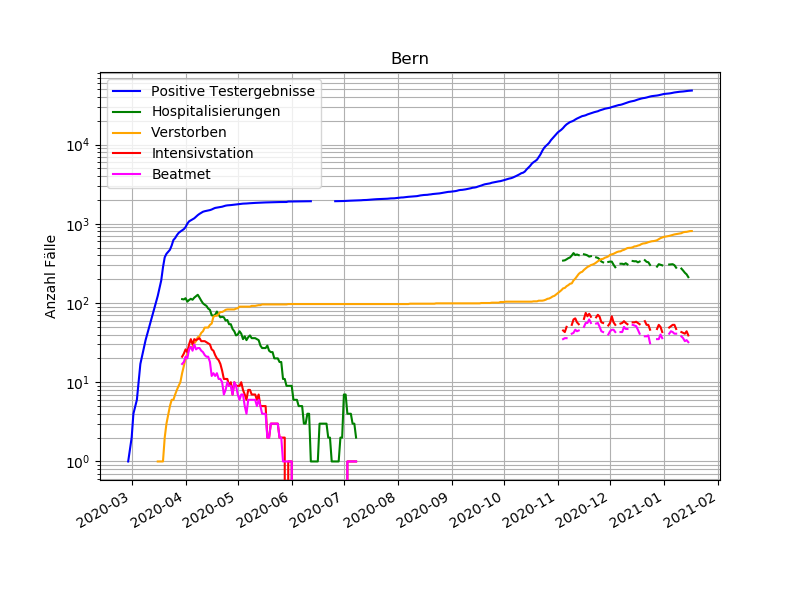 Bern
Positive Testergebnisse
Hospitalisierungen
Verstorben
Intensivstation
Beatmet
Anzahl Fälle
10^4
10^3
10^2
10^1
10^0
2020-03
2020-04
2020-05
2020-06
2020-07
2020-08
2020-09
2020-10
2020-11
2020-12
2021-01
2021-02